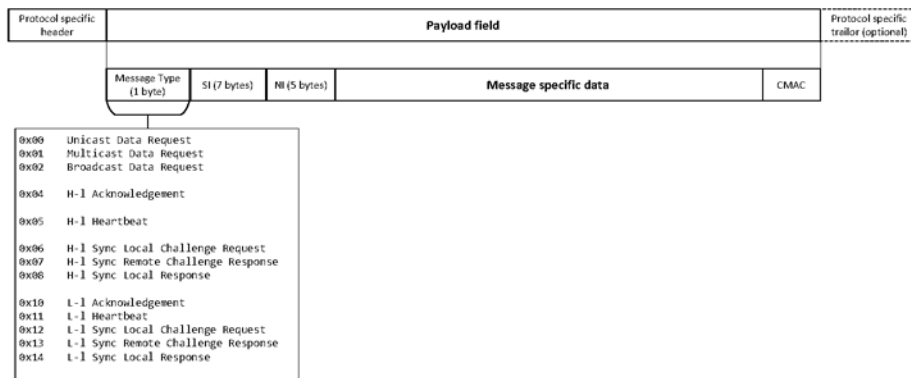 Protocol specific
header
Payload field
Protocol specific
trailor (optional)
Message Type
(1 byte)
SI (7 bytes)
NI (5 bytes)
Message specific data
CMAC
0x00 Unicast Data Request
0x01 Multicast Data Request
0x02 Broadcast Data Request
0x04 H-l Acknowledgement
0x05 H-l Heartbeat
0x06 H-l Sync Local Challenge Request
0x07 H-l Sync Remote Challenge Response
0x08 H-l Sync Local Response
0x10 L-l Acknowledgement
0x11 L-l Heartbeat
0x12 L-l Sync Local Challenge Request
0x13 L-l Sync Remote Challenge Response
0x14 L-l Sync Local Response